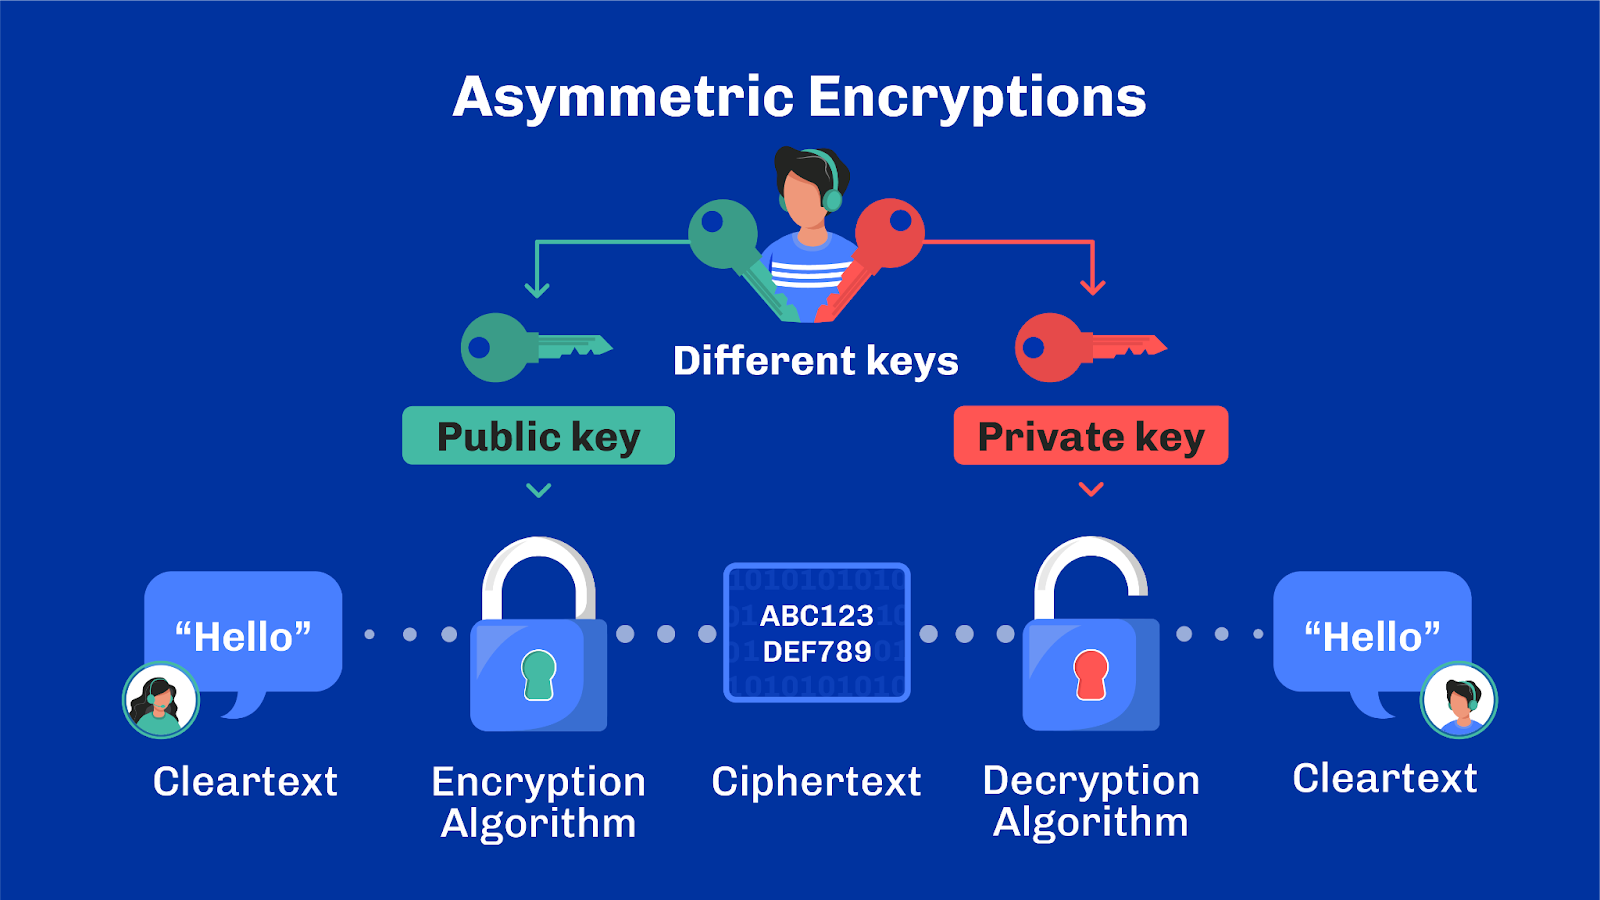 Asymmetric Encryptions
Different keys
Public key
Private key
“Hello”
ABC123
DEF789
“Hello”
Cleartext
Encryption
Algorithm
Ciphertext
Decryption
Algorithm
Cleartext